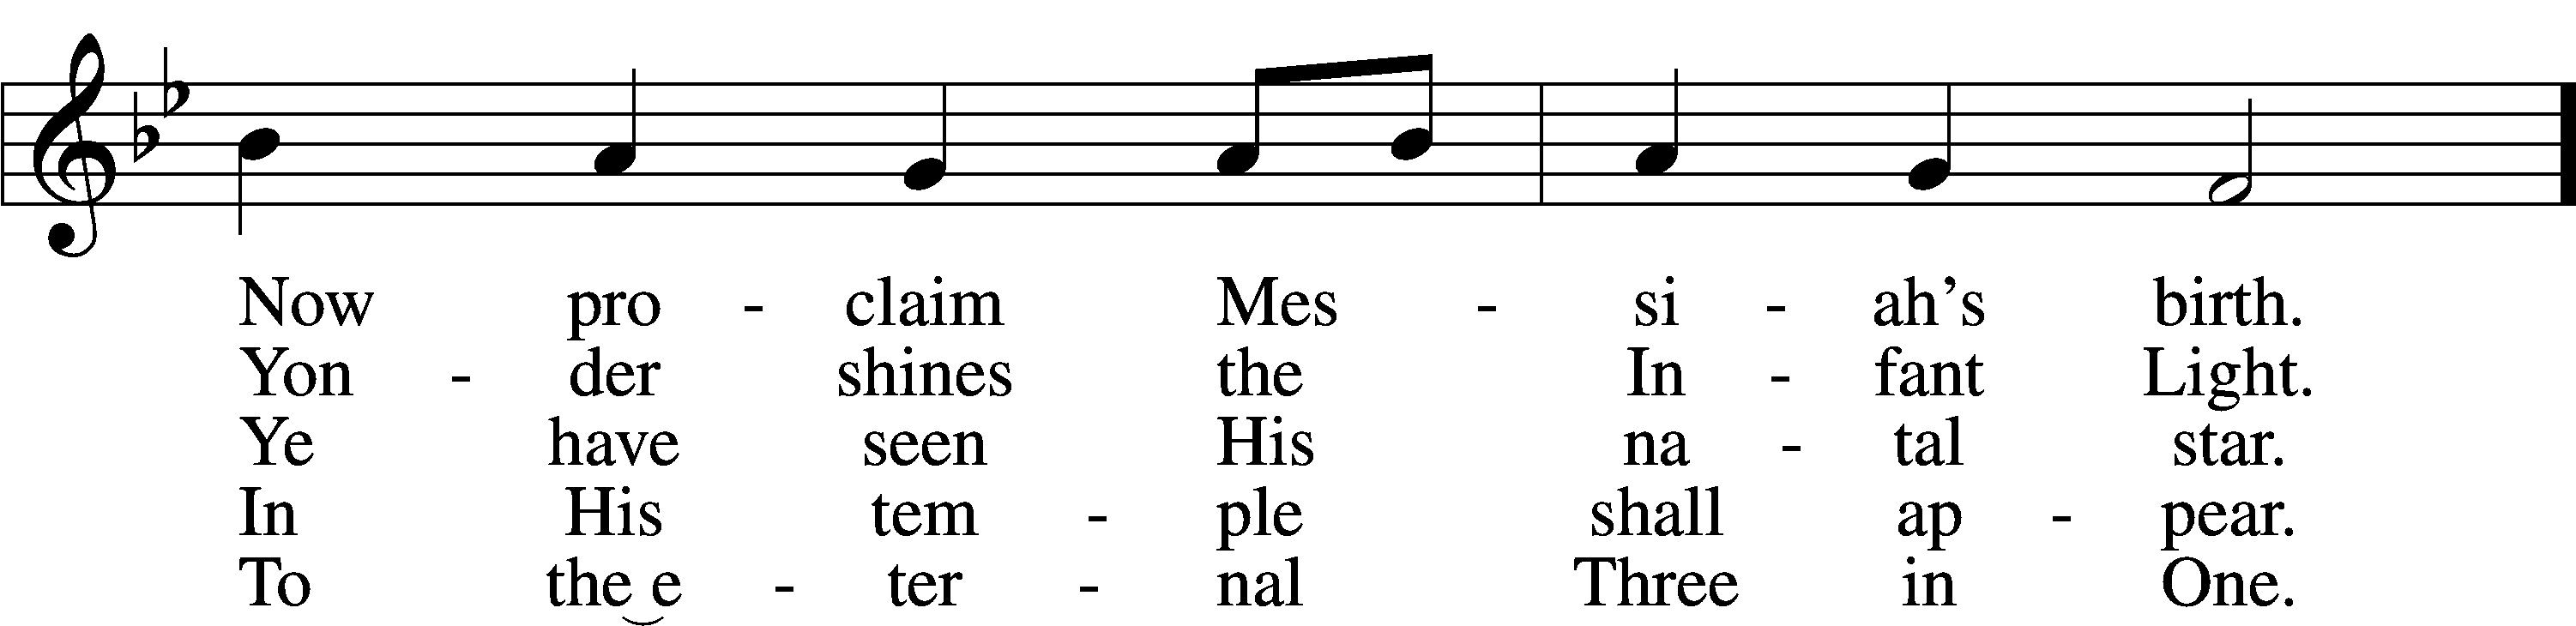 Now pro - claim Mes - si - ah’s birth.
Yon - der shines the In - fant Light.
Ye have seen His na - tal star.
In His tem - ple shall ap - pear.
To the e - ter - nal Three in One.